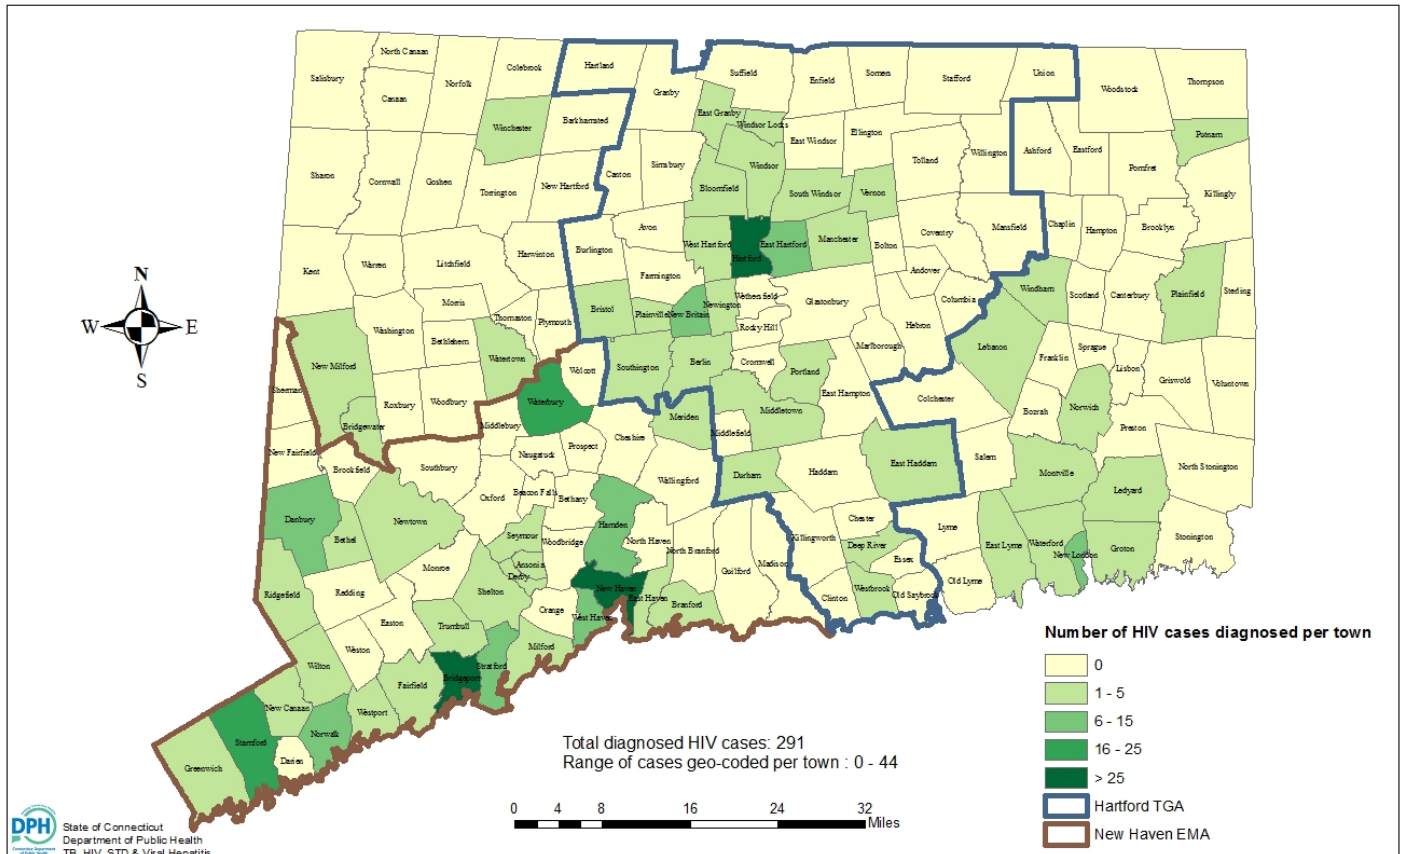 North Canaan
Salisbury
Canaan
Norfolk
Colebrook
Hartland
Granby
Suffield
Enfield
Somers
Stafford
Union
Woodstock
Thompson
Winchester
Barkhamsted
East Granby
Windsor Locks
East Windsor
Ellington
Tolland
Willington
Ashford
Eastford
Pomfret
Putnam
Killingly
Sharon
Cornwall
Goshen
Torrington
New Hartford
Canton
Simsbury
Bloomfield
Windsor
South Windsor
Vernon
Kent
Warren
Litchfield
Harwinton
Burlington
Avon
Farmington
West Hartford
Hartford
East Hartford
Manchester
Bolton
Coventry
Andover
Mansfield
Chaplin
Hampton
Brooklyn
Columbia
Windham
Scotland
Canterbury
Plainfield
Sterling
Morris
Washington
Bethlehem
Thomaston
Plymouth
Watertown
Bristol
Plainville
New Britain
Newington
Wethersfield
Rocky Hill
Glastonbury
Hebron
Marlborough
Lebanon
Franklin
Sprague
Lisbon
Griswold
Voluntown
New Milford
Sherman
Bridgewater
Roxbury
Woodbury
Wolcott
Waterbury
Middlebury
Southington
Berlin
Cromwell
Portland
East Hampton
Colchester
Bozrah
Norwich
Preston
New Fairfield
Brookfield
Southbury
Naugatuck
Prospect
Cheshire
Meriden
Middlefield
Middletown
Salem
Montville
North Stonington
Danbury
Bethel
Newtown
Oxford
Beacon Falls
Bethany
Wallingford
Durham
Haddam
East Haddam
Ledyard
Seymour
Woodbridge
Hamden
North Haven
North Branford
Guilford
Madison
Killingworth
Chester
Deep River
Essex
Lyme
East Lyme
Waterford
New London
Groton
Stonington
Ridgefield
Redding
Monroe
Ansonia
Derby
Shelton
Orange
New Haven
East Haven
Branford
Clinton
Westbrook
Old Saybrook
Old Lyme
Easton
Weston
Trumbull
West Haven
Milford
Wilton
Fairfield
Bridgeport
Stratford
New Canaan
Westport
Norwalk
Stamford
Darien
Greenwich
N
W
E
S
Total diagnosed HIV cases: 291
Range of cases geo-coded per town : 0 - 44
0 4 8 16 24 32
Miles
Number of HIV cases diagnosed per town
0
1 - 5
6 - 15
16 - 25
> 25
Hartford TGA
New Haven EMA
DPH
State of Connecticut
Department of Public Health
TB, HIV, STD & Viral Hepatitis